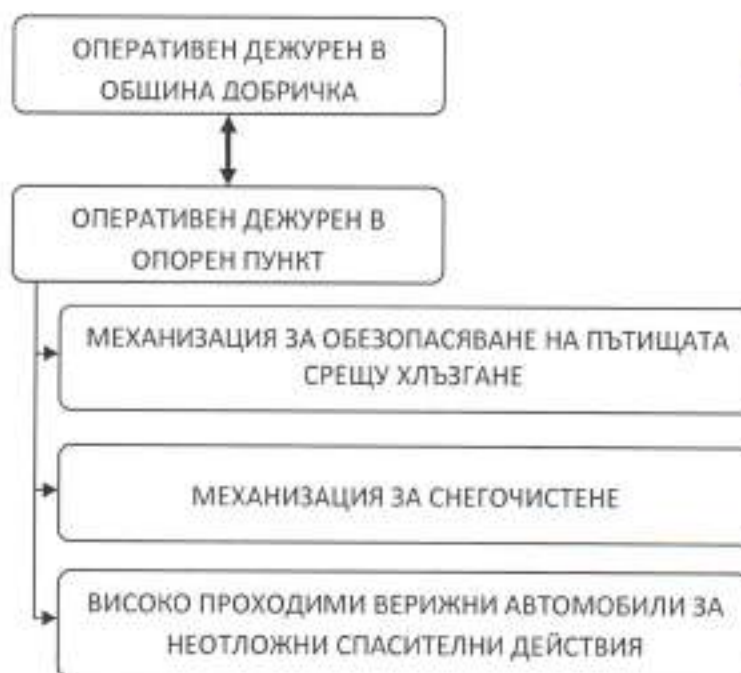 ОПЕРАТИВЕН ДЕЖУРЕН В
ОБЩИНА ДОБРИЧКА
ОПЕРАТИВЕН ДЕЖУРЕН В
ОПОРЕН ПУНКТ
МЕХАНИЗАЦИЯ ЗА ОБЕЗОПАСЯВАНЕ НА ПЪТИЩАТА
СРЕЩУ ХЛЪЗГАНЕ
МЕХАНИЗАЦИЯ ЗА СНЕГОЧИСТЕНЕ
ВИСОКО ПРОХОДИМИ ВЕРИЖНИ АВТОМОБИЛИ ЗА
НЕОТЛОЖНИ СПАСИТЕЛНИ ДЕЙСТВИЯ